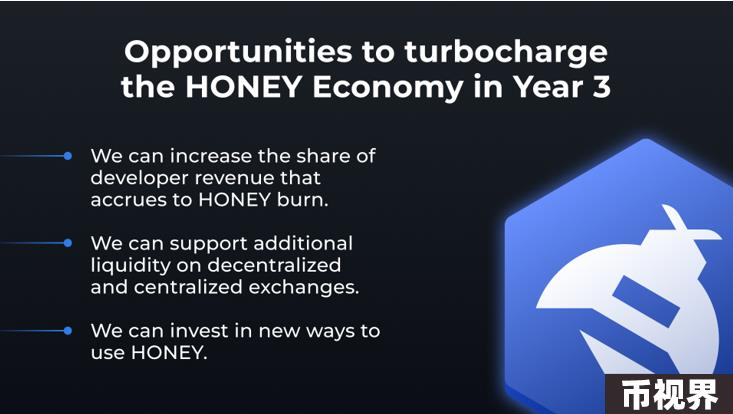 Opportunities to turbocharge
the HONEY Economy in Year 3
We can increase the share of
developer revenue that
accrues to HONEY burn.
We can support additional
liquidity on decentralized
and centralized exchanges.
We can invest in new ways to
use HONEY.
币视界